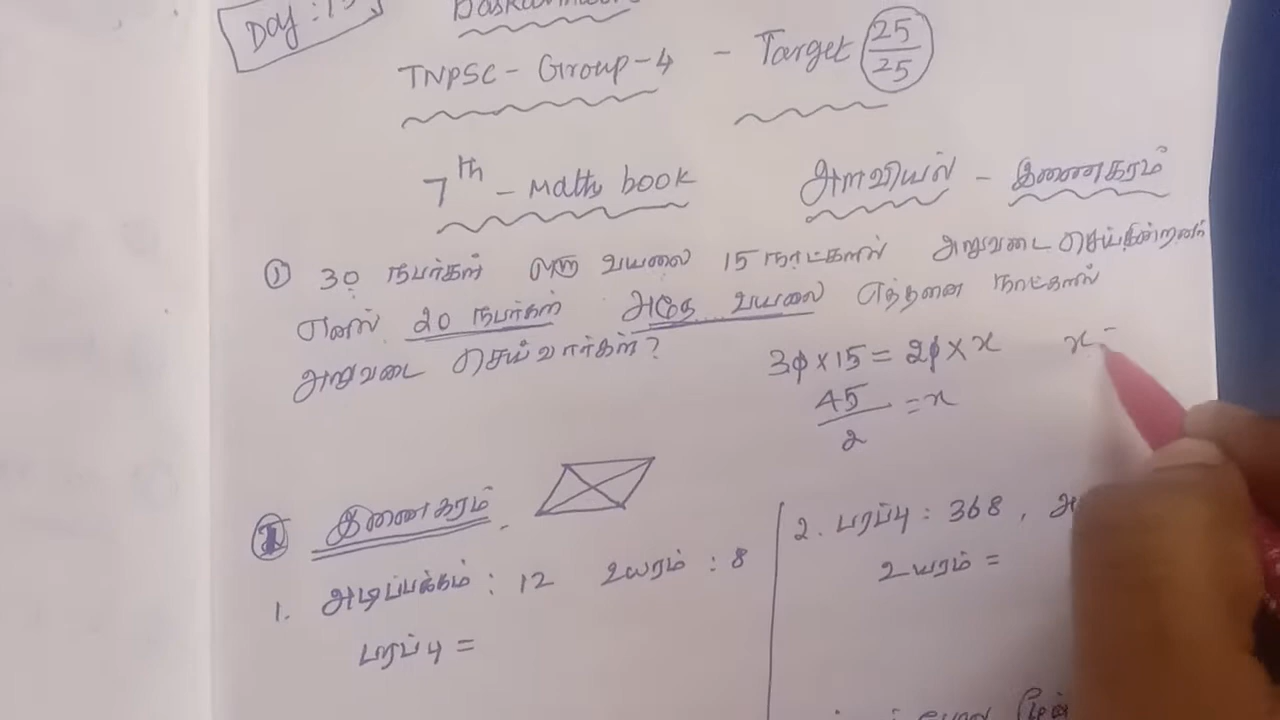 Day : 15
TNPSC - Group-4 - Target 25/25
7th - Math book அளவியல் - இணைகரம்
① 30 நபர்கள் ஒரு வயலை 15 நாட்களில் அறுவடை செய்கின்றனர்
எனில் 20 நபர்கள் அதே வயலை எத்தனை நாட்களில்
அறுவடை செய்வார்கள்?
30 × 15 = 20 × x x =
45/2 = x
இணைகரம்
1. அடிப்பக்கம் : 12 உயரம் : 8
பரப்பு =
2. பரப்பு : 368 ,
உயரம் =